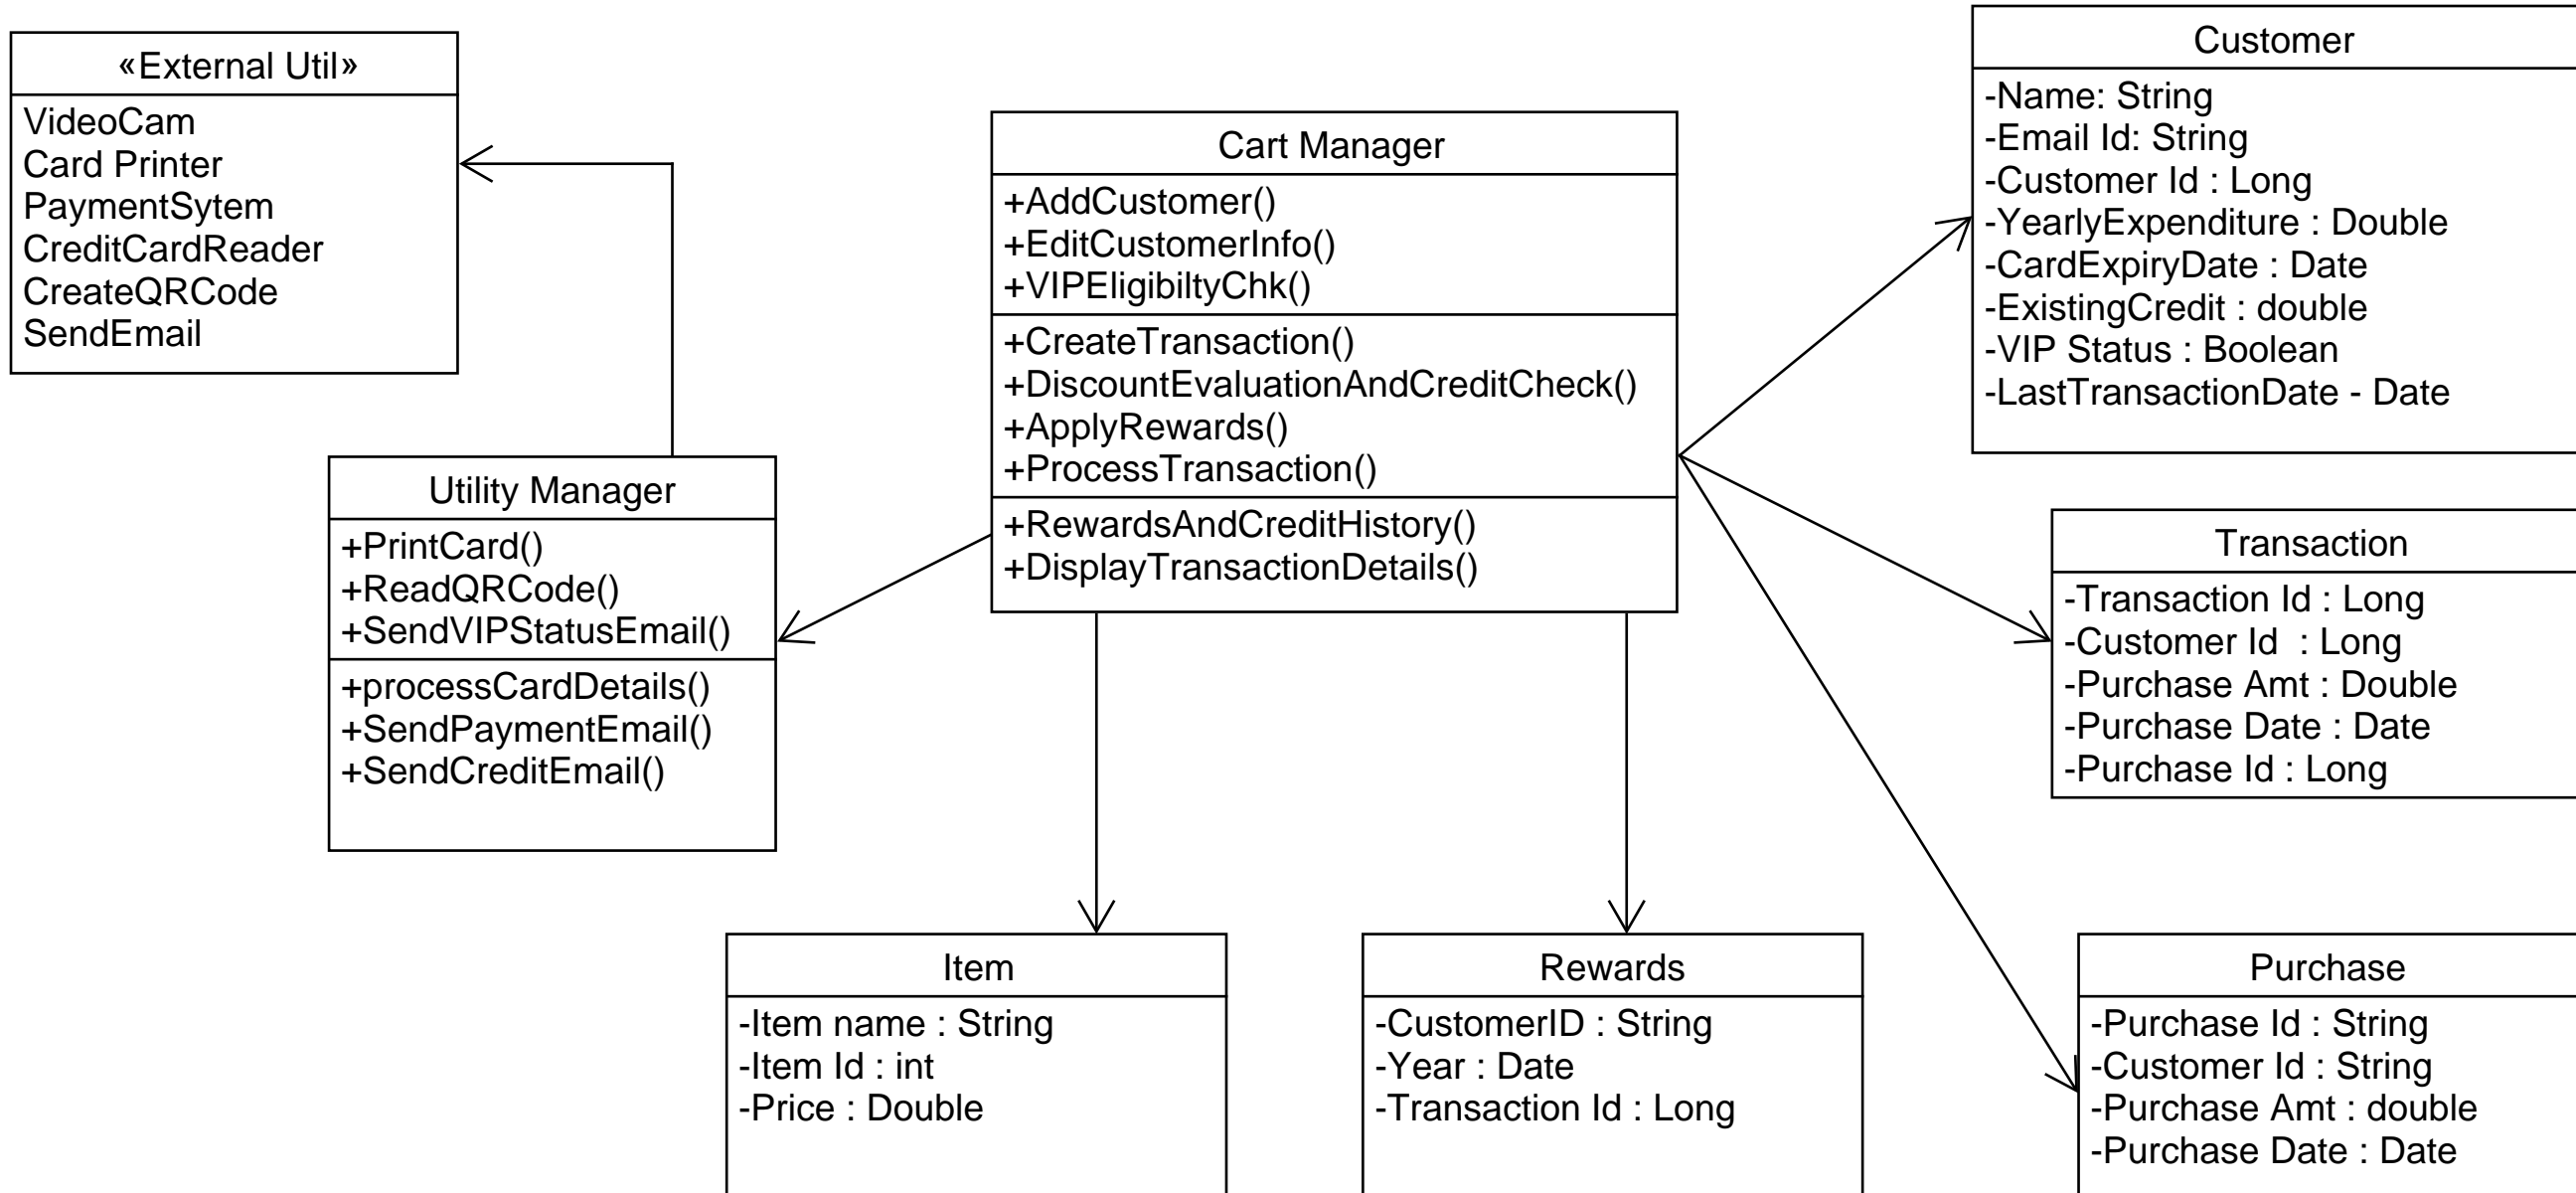 «External Util»
VideoCam
Card Printer
PaymentSytem
CreditCardReader
CreateQRCode
SendEmail
Utility Manager
+PrintCard()
+ReadQRCode()
+SendVIPStatusEmail()
+processCardDetails()
+SendPaymentEmail()
+SendCreditEmail()
Cart Manager
+AddCustomer()
+EditCustomerInfo()
+VIPEligibiltyChk()
+CreateTransaction()
+DiscountEvaluationAndCreditCheck()
+ApplyRewards()
+ProcessTransaction()
+RewardsAndCreditHistory()
+DisplayTransactionDetails()
Customer
-Name: String
-Email Id: String
-Customer Id : Long
-YearlyExpenditure : Double
-CardExpiryDate : Date
-ExistingCredit : double
-VIP Status : Boolean
-LastTransactionDate - Date
Transaction
-Transaction Id : Long
-Customer Id  : Long
-Purchase Amt : Double
-Purchase Date : Date
-Purchase Id : Long
Item
-Item name : String
-Item Id : int
-Price : Double
Rewards
-CustomerID : String
-Year : Date
-Transaction Id : Long
Purchase
-Purchase Id : String
-Customer Id : String
-Purchase Amt : double
-Purchase Date : Date